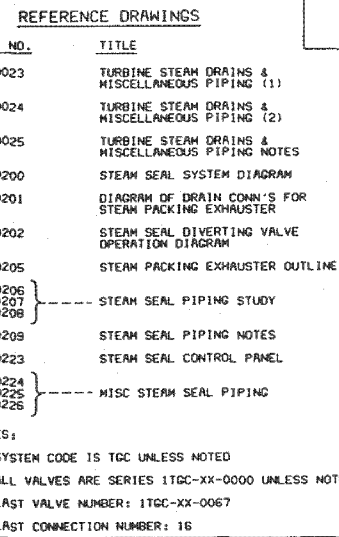 REFERENCE DRAWINGS
NO. TITLE
0023 TURBINE STEAM DRAINS &
MISCELLANEOUS PIPING (1)
0024 TURBINE STEAM DRAINS &
MISCELLANEOUS PIPING (2)
0025 TURBINE STEAM DRAINS &
MISCELLANEOUS PIPING NOTES
0200 STEAM SEAL SYSTEM DIAGRAM
0201 DIAGRAM OF DRAIN CONN'S FOR
STEAM PACKING EXHAUSTER
0202 STEAM SEAL DIVERTING VALVE
OPERATION DIAGRAM
0205 STEAM PACKING EXHAUSTER OUTLINE
0206
0207 STEAM SEAL PIPING STUDY
0208
0209 STEAM SEAL PIPING NOTES
0223 STEAM SEAL CONTROL PANEL
0224
0225 MISC STEAM SEAL PIPING
0226
ES:
SYSTEM CODE IS TGC UNLESS NOTED
ALL VALVES ARE SERIES 1TGC-XX-0000 UNLESS NOT
LAST VALVE NUMBER: 1TGC-XX-0067
LAST CONNECTION NUMBER: 16